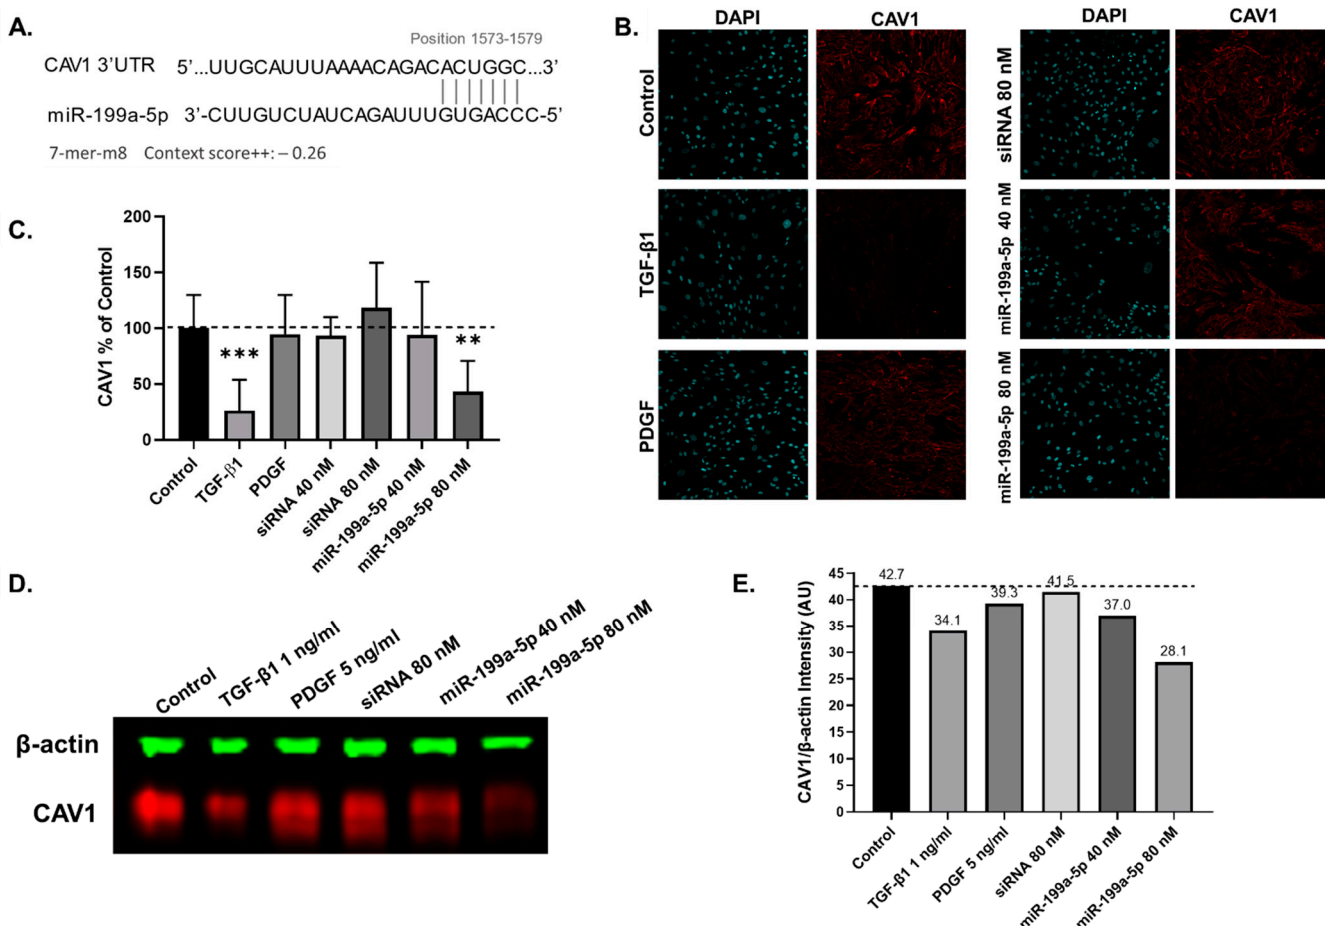 A.
Position 1573-1579
CAV1 3’UTR 5’...UUGCAUUUAAAACAGACACUGGC...3’
miR-199a-5p 3’-CUUGUCUAUCAGAUUUGUGACCC-5’
7-mer-m8 Context score++: – 0.26
B.
DAPI CAV1 DAPI CAV1
Control
TGF-β1
PDGF
siRNA 80 nM
miR-199a-5p 40 nM
miR-199a-5p 80 nM
C.
CAV1 % of Control
200
150
100
50
0
***
**
Control
TGF-β1
PDGF
siRNA 40 nM
siRNA 80 nM
miR-199a-5p 40 nM
miR-199a-5p 80 nM
D.
Control
TGF-β1 1 ng/ml
PDGF 5 ng/ml
siRNA 80 nM
miR-199a-5p 40 nM
miR-199a-5p 80 nM
β-actin
CAV1
E.
CAV1/β-actin Intensity (AU)
45
40
35
30
25
20
15
10
5
0
42.7
34.1
39.3
41.5
37.0
28.1
Control
TGF-β1 1 ng/ml
PDGF 5 ng/ml
siRNA 80 nM
miR-199a-5p 40 nM
miR-199a-5p 80 nM